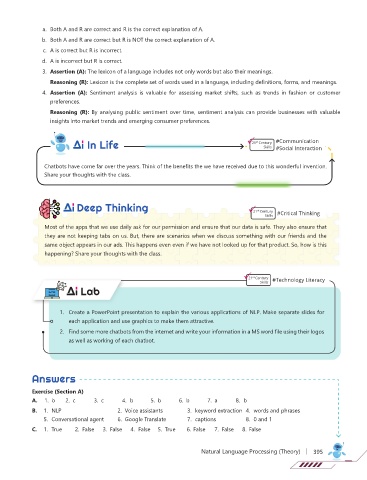 a. Both A and R are correct and R is the correct explanation of A.
b. Both A and R are correct but R is NOT the correct explanation of A.
c. A is correct but R is incorrect.
d. A is incorrect but R is correct.
3. Assertion (A): The lexicon of a language includes not only words but also their meanings.
Reasoning (R): Lexicon is the complete set of words used in a language, including definitions, forms, and meanings.
4. Assertion (A): Sentiment analysis is valuable for assessing market shifts, such as trends in fashion or customer
preferences.
Reasoning (R): By analysing public sentiment over time, sentiment analysis can provide businesses with valuable
insights into market trends and emerging consumer preferences.
Ai In Life
21st Century Skills
#Communication
#Social Interaction
Chatbots have come far over the years. Think of the benefits the we have received due to this wonderful invention.
Share your thoughts with the class.
Ai Deep Thinking
21st Century Skills
#Critical Thinking
Most of the apps that we use daily ask for our permission and ensure that our data is safe. They also ensure that
they are not keeping tabs on us. But, there are scenarios when we discuss something with our friends and the
same object appears in our ads. This happens even even if we have not looked up for that product. So, how is this
happening? Share your thoughts with the class.
21st Century Skills
#Technology Literacy
Ai Lab
1. Create a PowerPoint presentation to explain the various applications of NLP. Make separate slides for
each application and use graphics to make them attractive.
2. Find some more chatbots from the internet and write your information in a MS word file using their logos
as well as working of each chatbot.
Answers
Exercise (Section A)
A. 1. b 2. c 3. c 4. b 5. b 6. b 7. a 8. b
B. 1. NLP 2. Voice assistants 3. keyword extraction 4. words and phrases
5. Conversational agent 6. Google Translate 7. captions 8. 0 and 1
C. 1. True 2. False 3. False 4. False 5. True 6. False 7. False 8. False
Natural Language Processing (Theory) 395